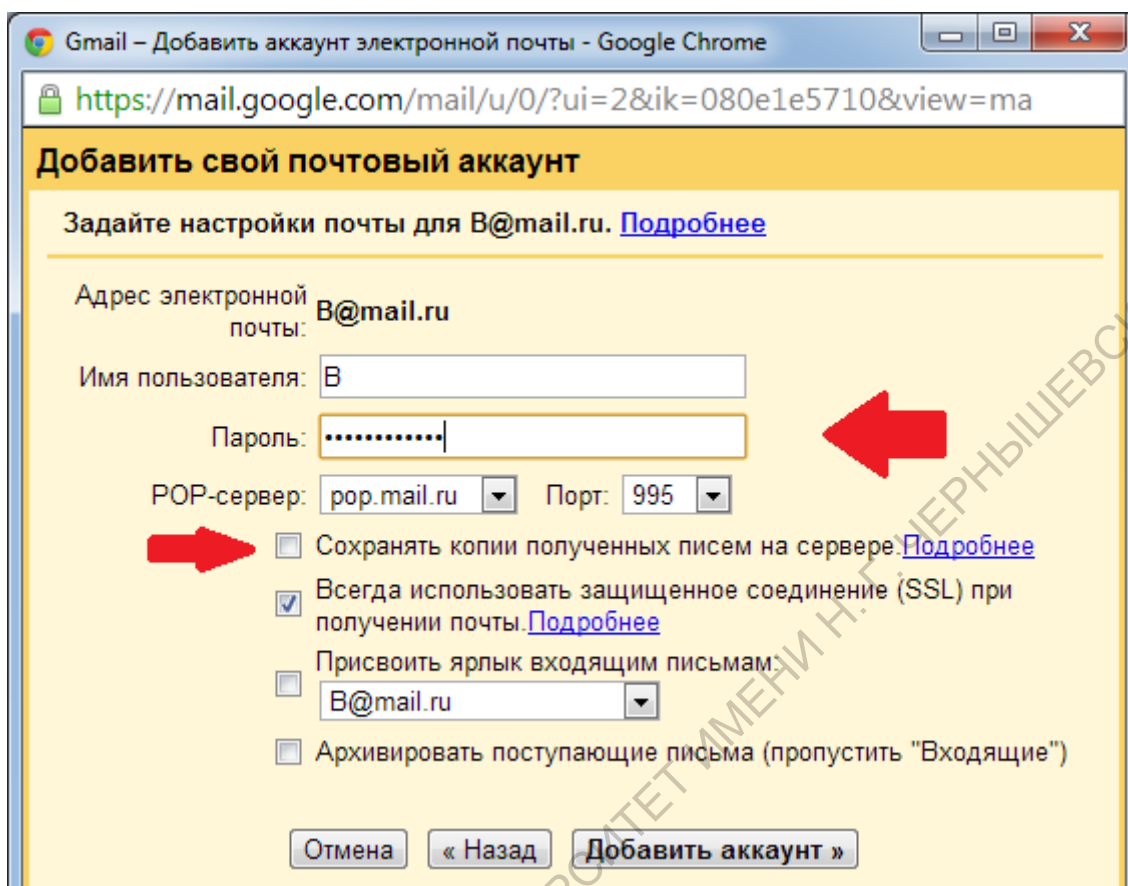 Gmail – Добавить аккаунт электронной почты - Google Chrome
https://mail.google.com/mail/u/0/?ui=2&ik=080e1e5710&view=ma
Добавить свой почтовый аккаунт
Задайте настройки почты для B@mail.ru. Подробнее
Адрес электронной
почты: B@mail.ru
Имя пользователя: B
Пароль: ••••••••••••
POP-сервер: pop.mail.ru Порт: 995
Сохранять копии полученных писем на сервере.Подробнее
Всегда использовать защищенное соединение (SSL) при
получении почты.Подробнее
Присвоить ярлык входящим письмам:
B@mail.ru
Архивировать поступающие письма (пропустить "Входящие")
Отмена « Назад Добавить аккаунт »
ИМЕНИ Н. Г.